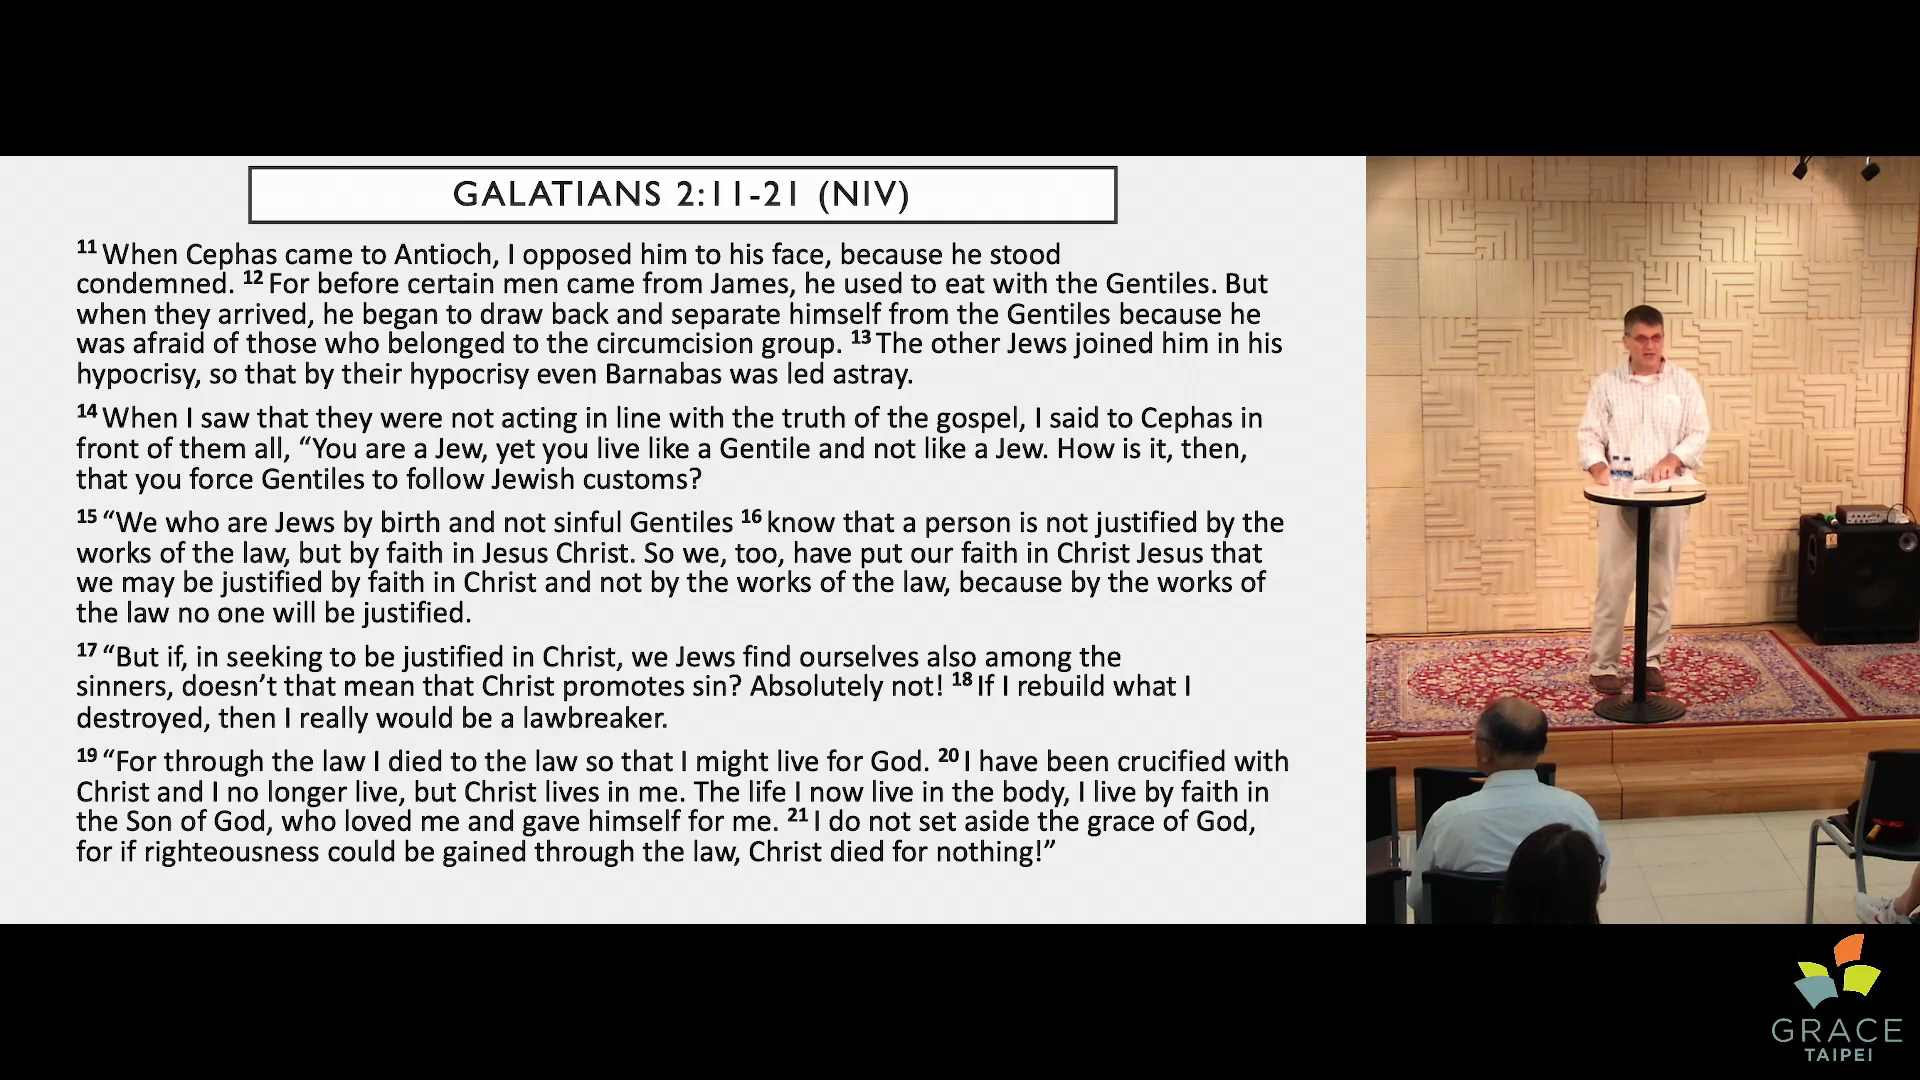 GALATIANS 2:11-21 (NIV)
11 When Cephas came to Antioch, I opposed him to his face, because he stood
condemned. 12 For before certain men came from James, he used to eat with the Gentiles. But
when they arrived, he began to draw back and separate himself from the Gentiles because he
was afraid of those who belonged to the circumcision group. 13 The other Jews joined him in his
hypocrisy, so that by their hypocrisy even Barnabas was led astray.
14 When I saw that they were not acting in line with the truth of the gospel, I said to Cephas in
front of them all, “You are a Jew, yet you live like a Gentile and not like a Jew. How is it, then,
that you force Gentiles to follow Jewish customs?
15 “We who are Jews by birth and not sinful Gentiles 16 know that a person is not justified by the
works of the law, but by faith in Jesus Christ. So we, too, have put our faith in Christ Jesus that
we may be justified by faith in Christ and not by the works of the law, because by the works of
the law no one will be justified.
17 “But if, in seeking to be justified in Christ, we Jews find ourselves also among the
sinners, doesn’t that mean that Christ promotes sin? Absolutely not! 18 If I rebuild what I
destroyed, then I really would be a lawbreaker.
19 “For through the law I died to the law so that I might live for God. 20 I have been crucified with
Christ and I no longer live, but Christ lives in me. The life I now live in the body, I live by faith in
the Son of God, who loved me and gave himself for me. 21 I do not set aside the grace of God,
for if righteousness could be gained through the law, Christ died for nothing!”
GRACE
TAIPEI